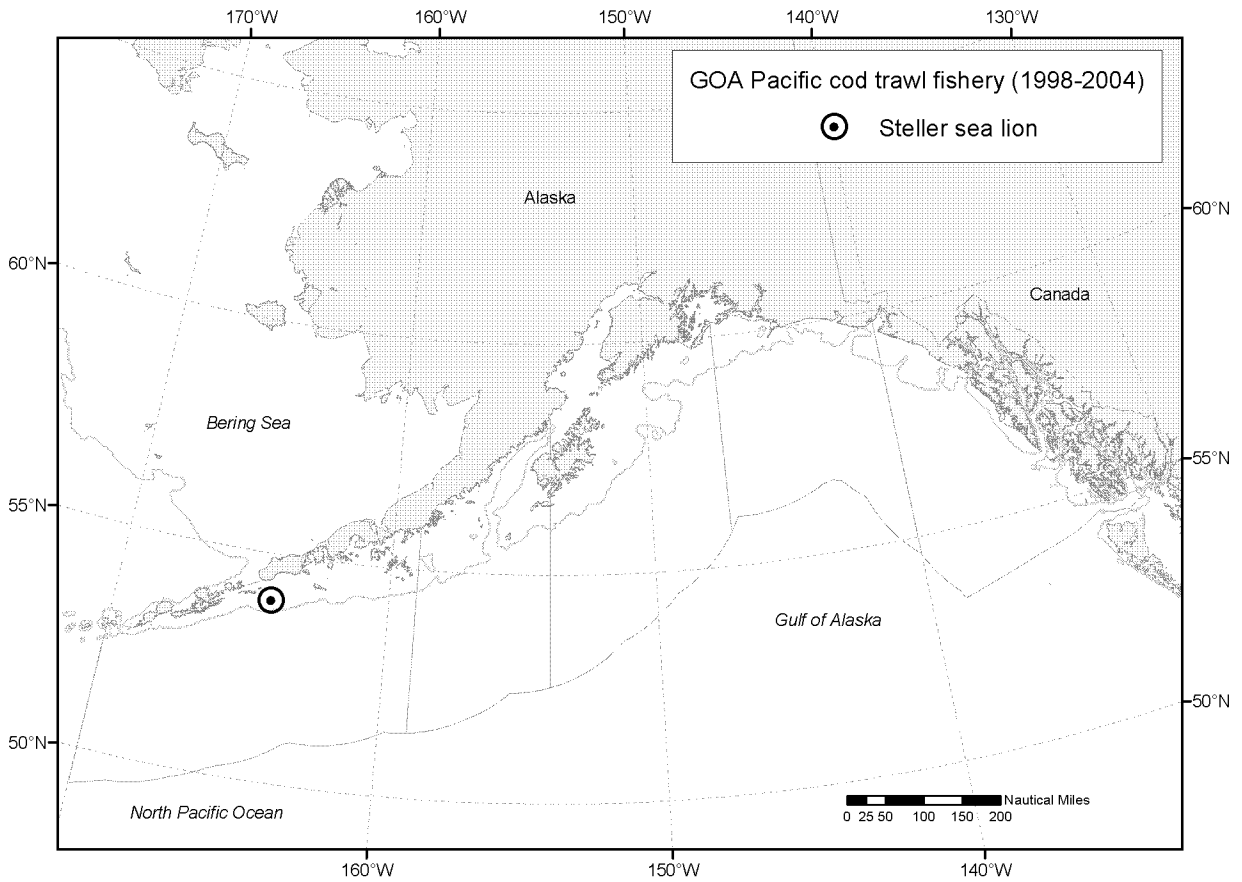 170°W 160°W 150°W 140°W 130°W
GOA Pacific cod trawl fishery (1998-2004)
Steller sea lion
Alaska
60°N
60°N
Canada
Bering Sea
55°N
55°N
Gulf of Alaska
50°N
50°N
North Pacific Ocean
Nautical Miles
0 25 50 100 150 200
160°W 150°W 140°W